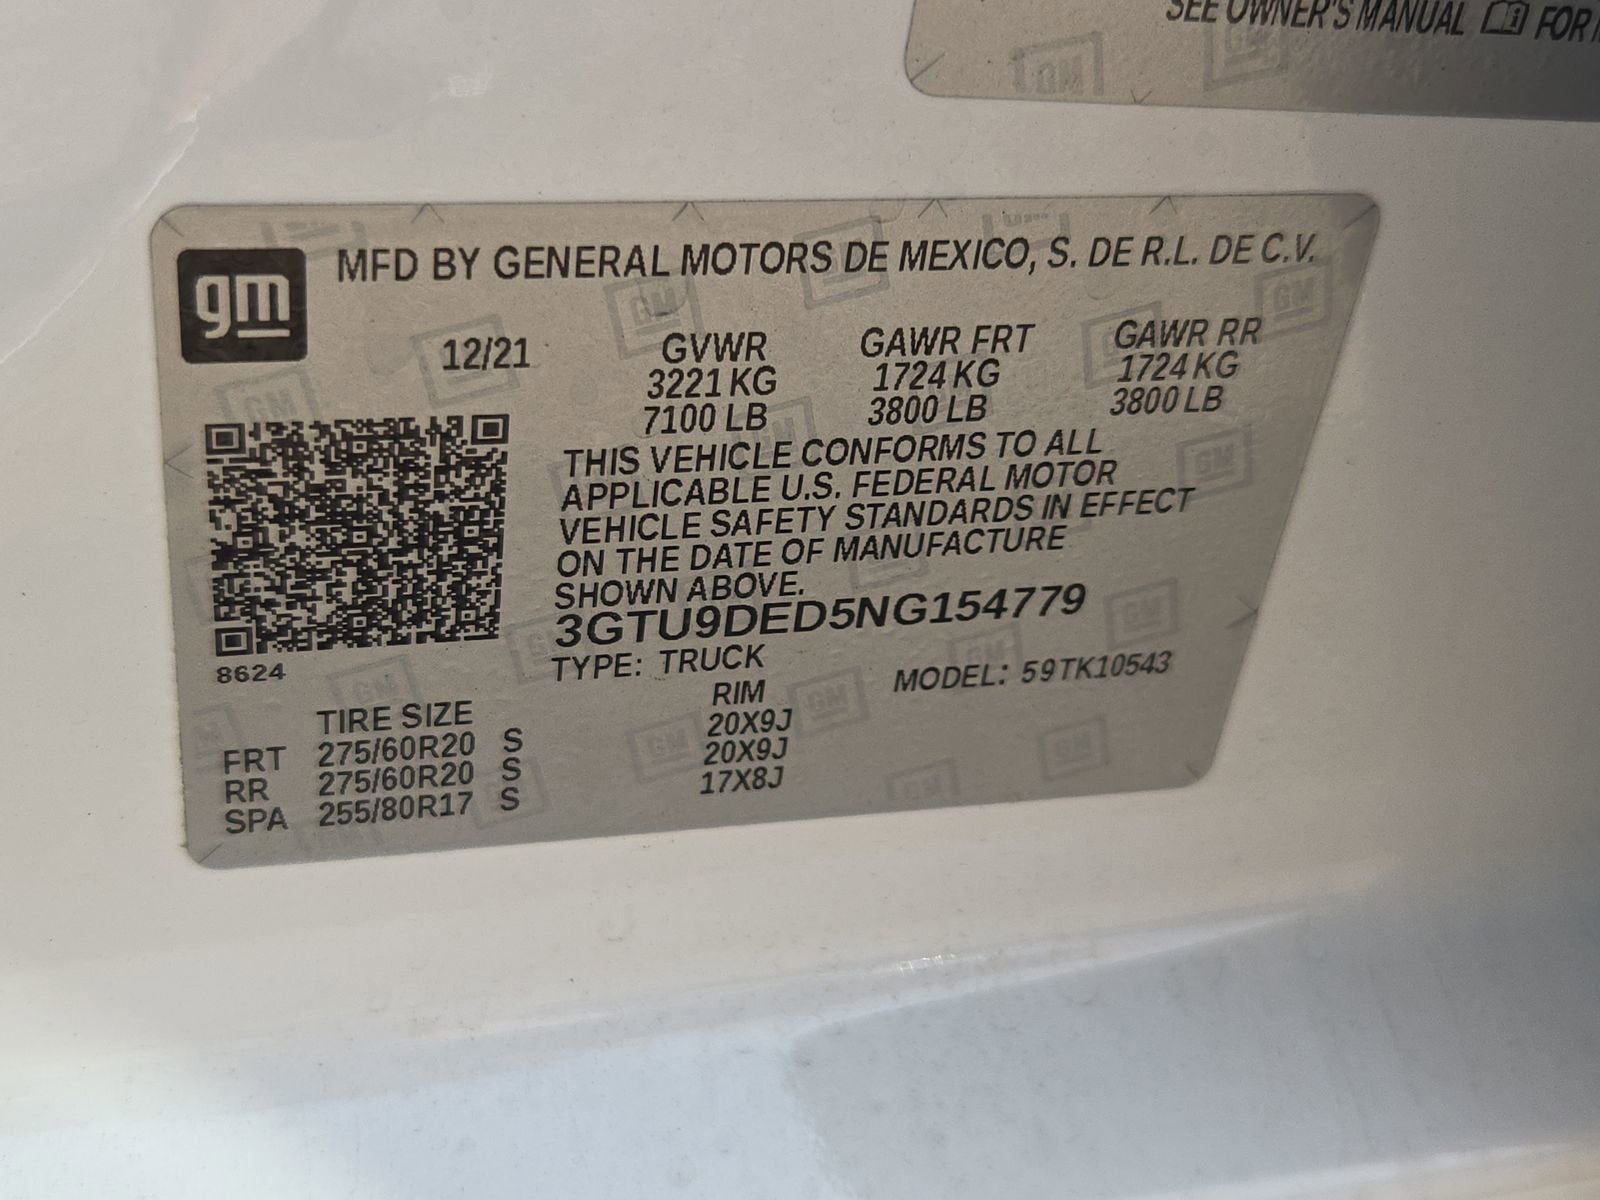 SEE OWNER'S MANUAL FOR
gm
MFD BY GENERAL MOTORS DE MEXICO, S. DE R.L. DE C.V.
12/21 GVWR GAWR FRT GAWR RR
3221 KG 1724 KG 1724 KG
7100 LB 3800 LB 3800 LB
THIS VEHICLE CONFORMS TO ALL
APPLICABLE U.S. FEDERAL MOTOR
VEHICLE SAFETY STANDARDS IN EFFECT
ON THE DATE OF MANUFACTURE
SHOWN ABOVE.
3GTU9DED5NG154779
8624
TYPE: TRUCK MODEL: 59TK10543
TIRE SIZE RIM
FRT 275/60R20 S 20X9J
RR 275/60R20 S 20X9J
SPA 255/80R17 S 17X8J